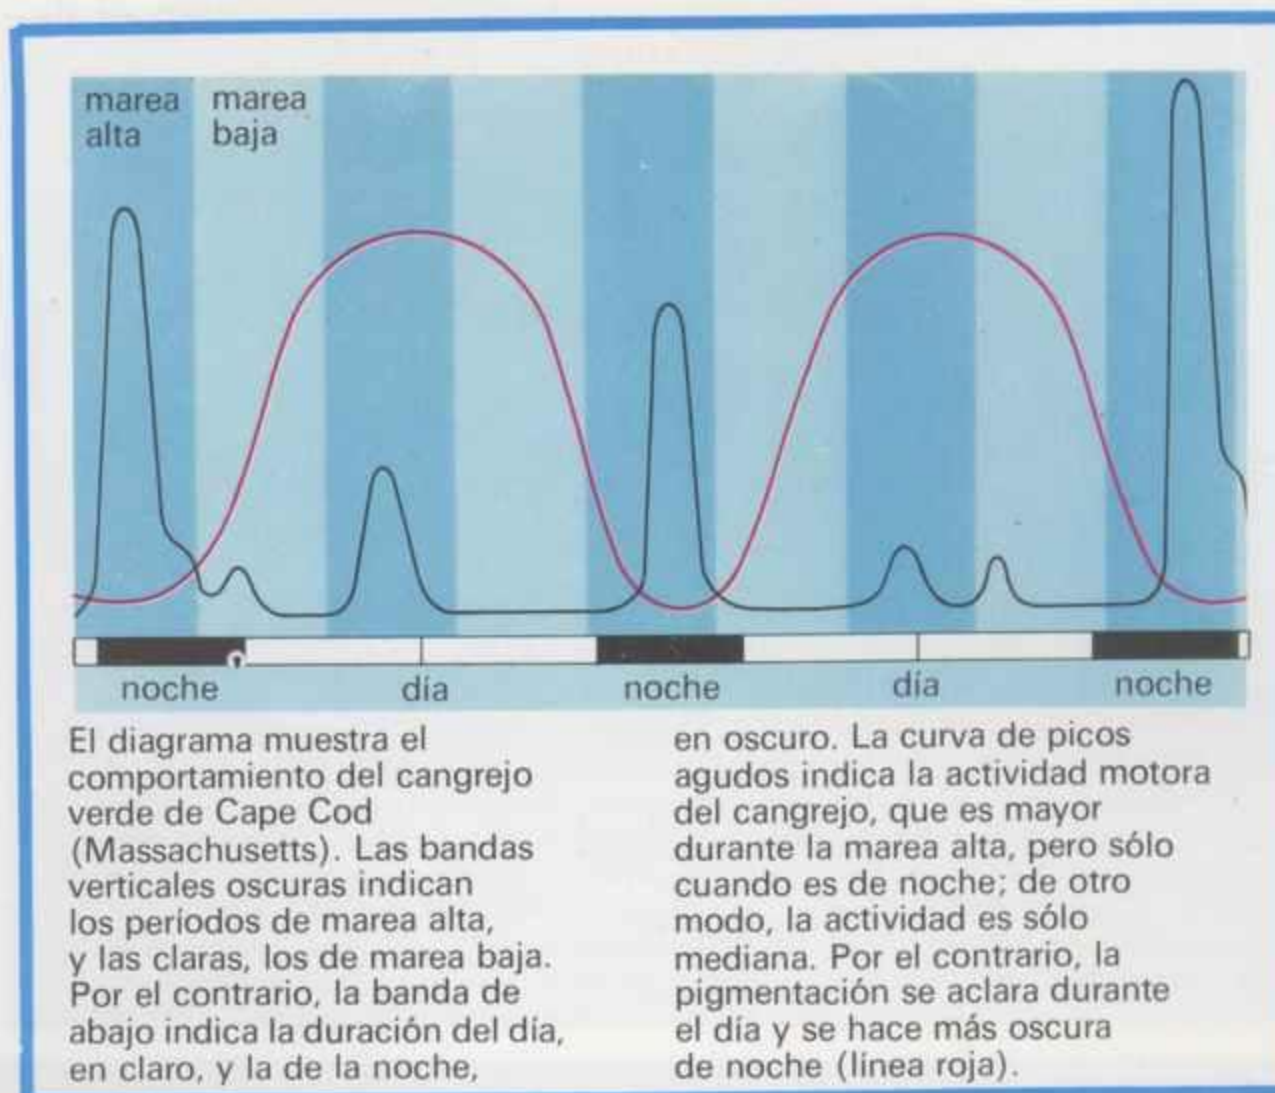 marea alta
marea baja
noche
día
noche
día
noche
El diagrama muestra el
comportamiento del cangrejo
verde de Cape Cod
(Massachusetts). Las bandas
verticales oscuras indican
los períodos de marea alta,
y las claras, los de marea baja.
Por el contrario, la banda de
abajo indica la duración del día,
en claro, y la de la noche,
en oscuro. La curva de picos
agudos indica la actividad motora
del cangrejo, que es mayor
durante la marea alta, pero sólo
cuando es de noche; de otro
modo, la actividad es sólo
mediana. Por el contrario, la
pigmentación se aclara durante
el día y se hace más oscura
de noche (línea roja).